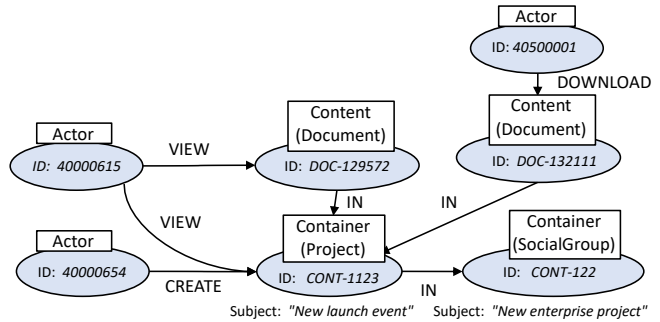 Actor
ID: 40500001
DOWNLOAD
Content
(Document)
ID: DOC-132111
Content
(Document)
ID: DOC-129572
Actor
ID: 40000615
VIEW
IN
IN
VIEW
Container
(Project)
ID: CONT-1123
Container
(SocialGroup)
ID: CONT-122
Actor
ID: 40000654
CREATE
IN
Subject: "New launch event"
Subject: "New enterprise project"